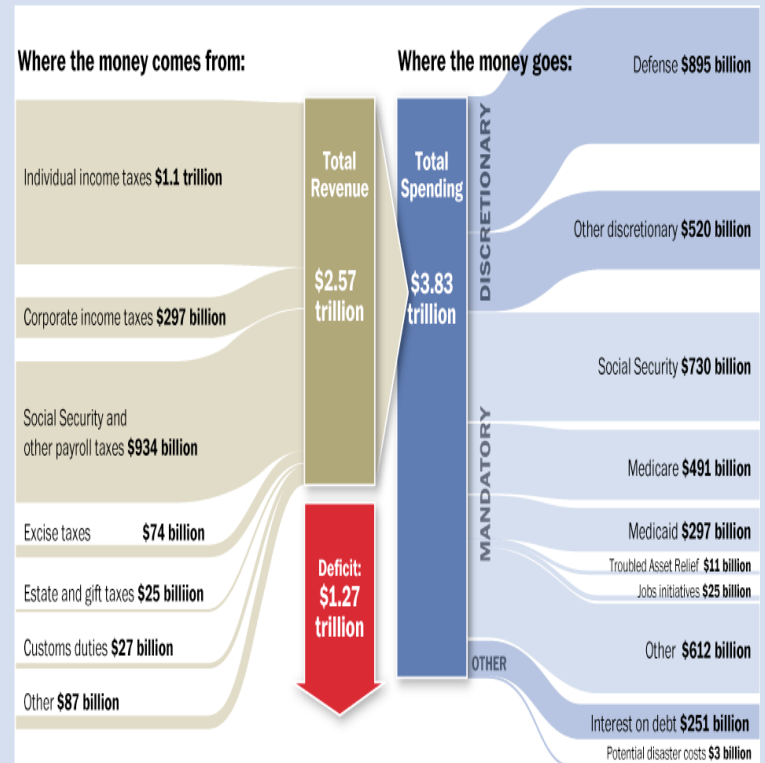 Where the money comes from:
Individual income taxes $1.1 trillion
Corporate income taxes $297 billion
Social Security and
other payroll taxes $934 billion
Excise taxes $74 billion
Estate and gift taxes $25 billiion
Customs duties $27 billion
Other $87 billion
Total
Revenue
$2.57
trillion
Deficit:
$1.27
trillion
Where the money goes:
Total
Spending
$3.83
trillion
DISCRETIONARY
Defense $895 billion
Other discretionary $520 billion
MANDATORY
Social Security $730 billion
Medicare $491 billion
Medicaid $297 billion
Troubled Asset Relief $11 billion
Jobs initiatives $25 billion
Other $612 billion
OTHER
Interest on debt $251 billion
Potential disaster costs $3 billion